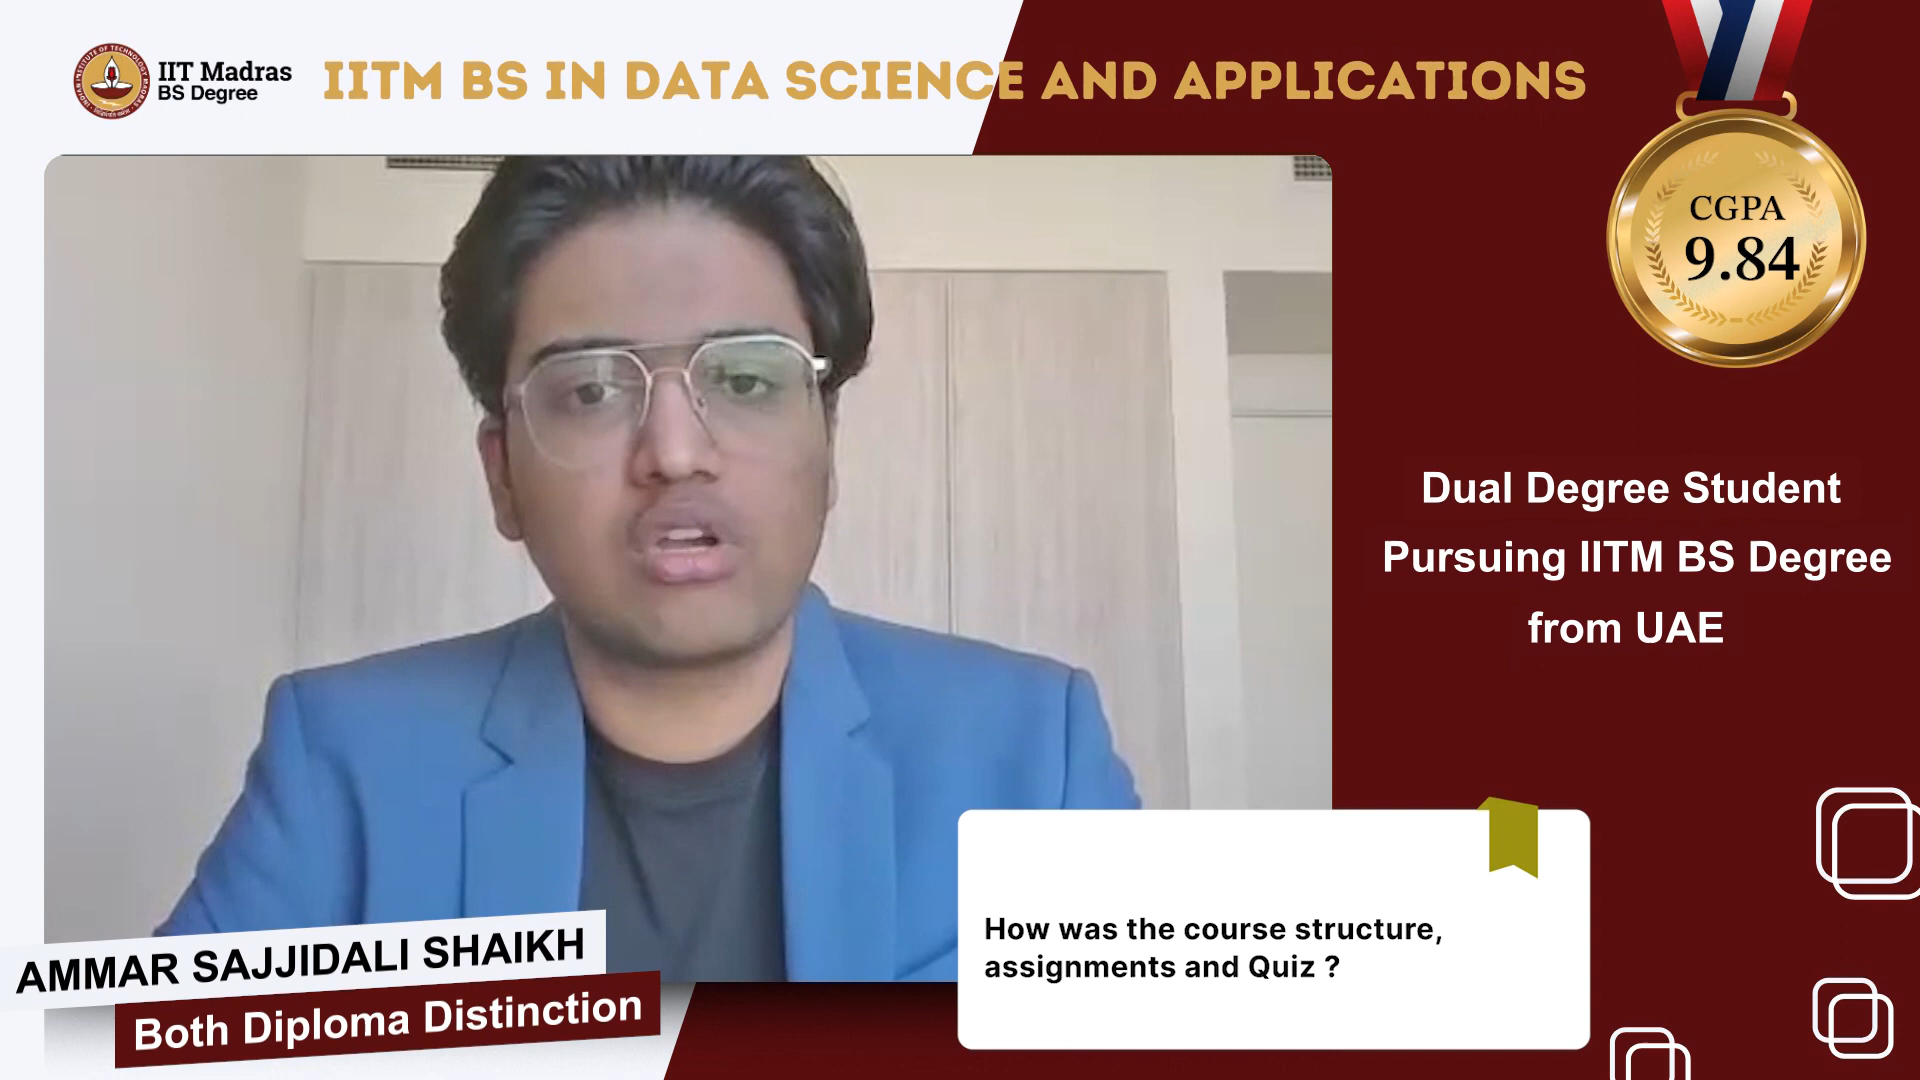 IIT Madras
BS Degree
IITM BS IN DATA SCIENCE AND APPLICATIONS
CGPA
9.84
Dual Degree Student
Pursuing IITM BS Degree
from UAE
How was the course structure,
assignments and Quiz ?
AMMAR SAJJIDALI SHAIKH
Both Diploma Distinction